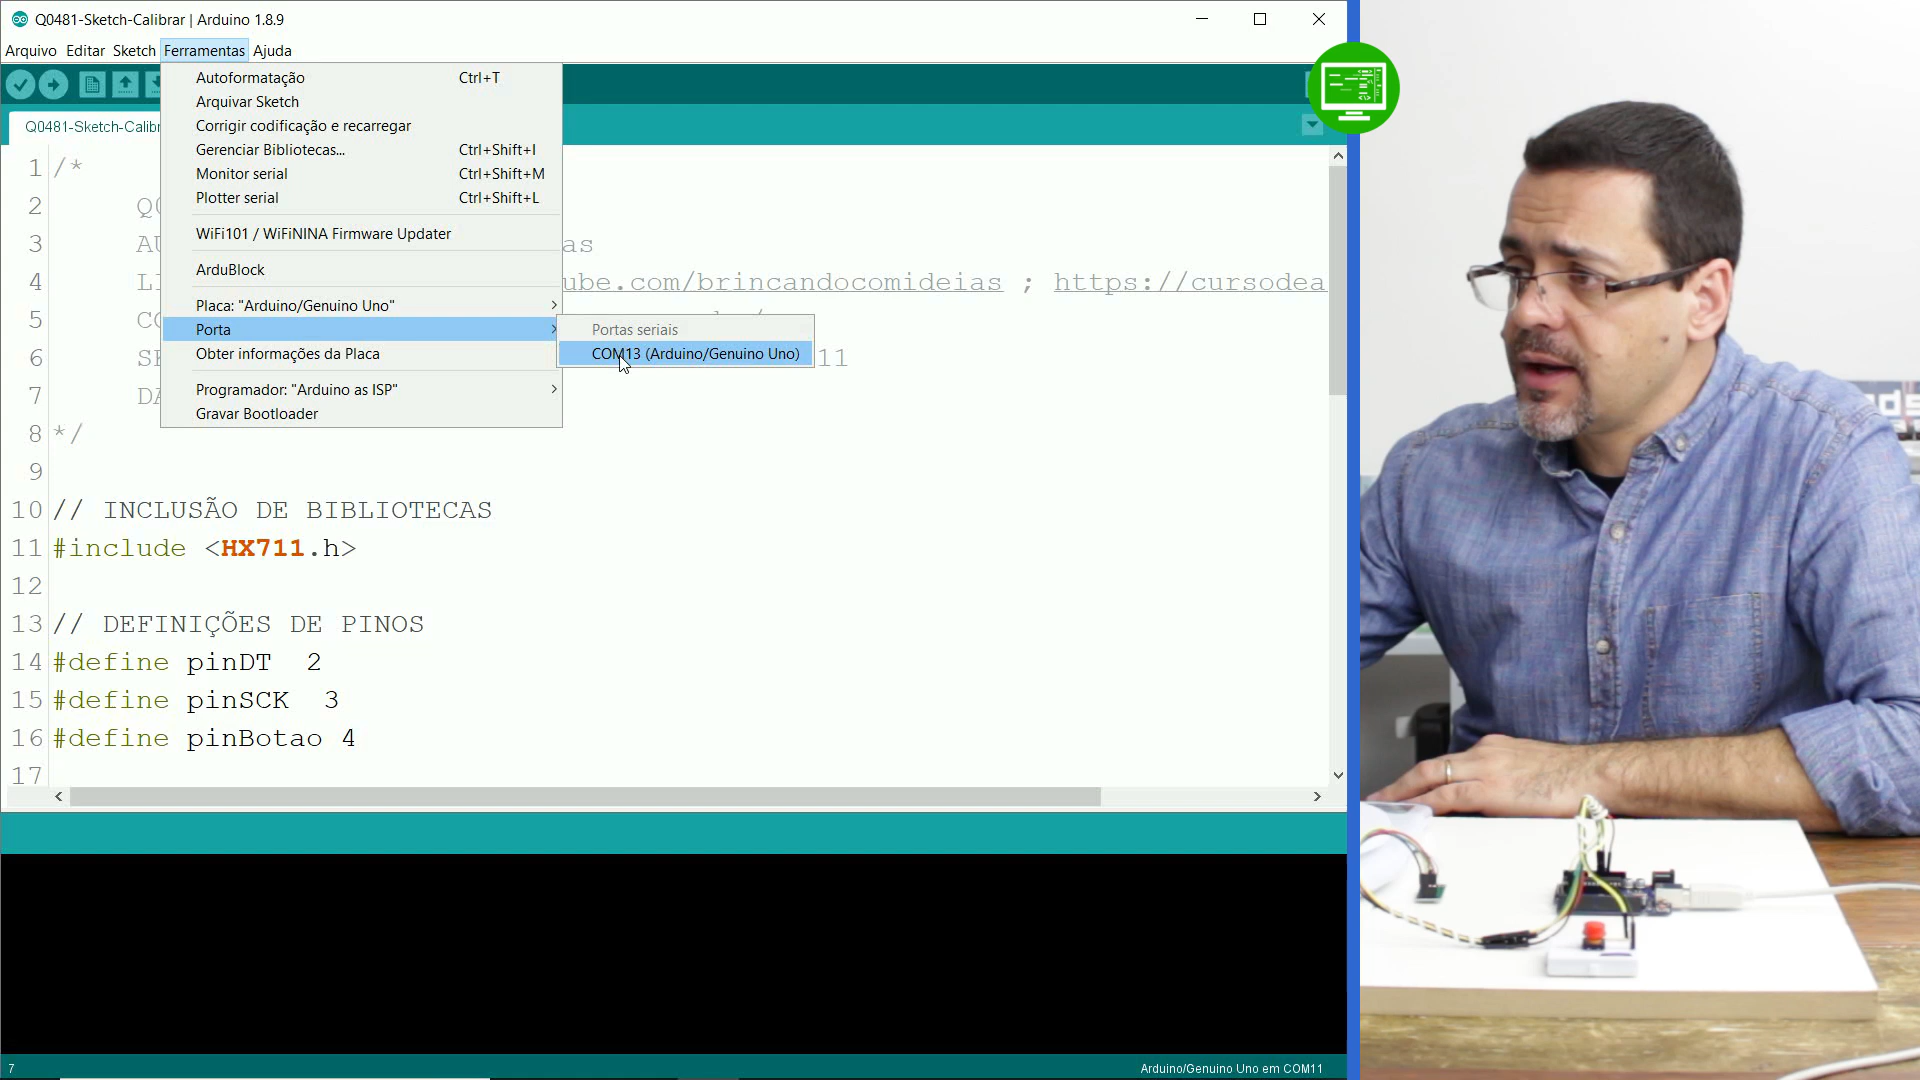 Q0481-Sketch-Calibrar | Arduino 1.8.9
Arquivo Editar Sketch Ferramentas Ajuda
Autoformatação Ctrl+T
Arquivar Sketch
Corrigir codificação e recarregar
Gerenciar Bibliotecas... Ctrl+Shift+I
Monitor serial Ctrl+Shift+M
Plotter serial Ctrl+Shift+L
WiFi101 / WiFiNINA Firmware Updater
ArduBlock
Placa: "Arduino/Genuino Uno"
Porta
Obter informações da Placa
Programador: "Arduino as ISP"
Gravar Bootloader
Portas seriais
COM13 (Arduino/Genuino Uno)
Q0481-Sketch-Calibr
1 /*
2 Q
3 AU as
4 L ube.com/brincandocomideias ; https://cursodea
5 CO
6 SK 11
7 DA
8 */
9
10 // INCLUSÃO DE BIBLIOTECAS
11 #include <HX711.h>
12
13 // DEFINIÇÕES DE PINOS
14 #define pinDT 2
15 #define pinSCK 3
16 #define pinBotao 4
17
7 Arduino/Genuino Uno em COM11